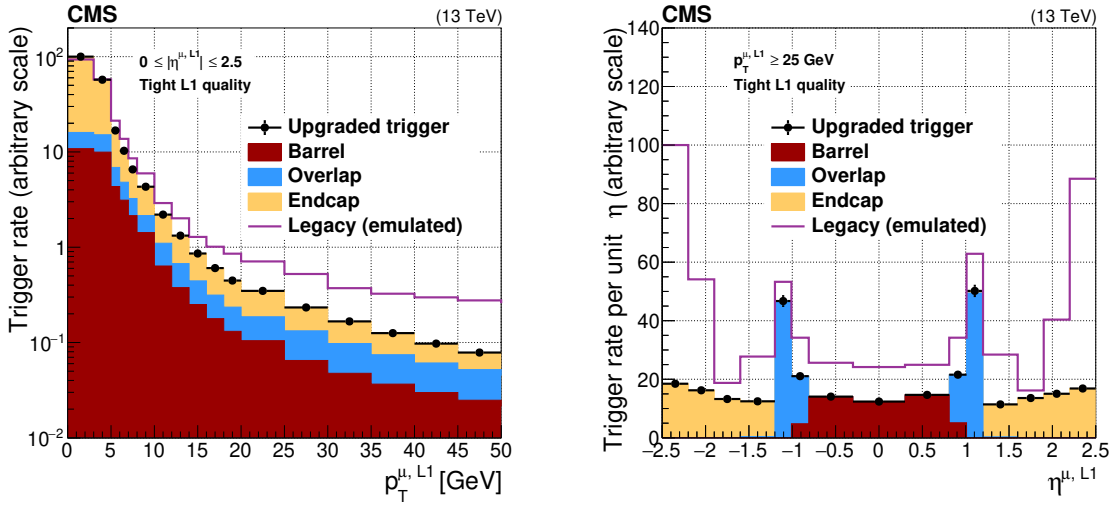 CMS (13 TeV)
Trigger rate (arbitrary scale)
10²
10
1
10⁻¹
10⁻²
0 ≤ |η^μ, L1| ≤ 2.5
Tight L1 quality
Upgraded trigger
Barrel
Overlap
Endcap
Legacy (emulated)
0 5 10 15 20 25 30 35 40 45 50
p_T^μ, L1 [GeV]
CMS (13 TeV)
Trigger rate per unit η (arbitrary scale)
140
120
100
80
60
40
20
0
p_T^μ, L1 ≥ 25 GeV
Tight L1 quality
Upgraded trigger
Barrel
Overlap
Endcap
Legacy (emulated)
−2.5 −2 −1.5 −1 −0.5 0 0.5 1 1.5 2 2.5
η^μ, L1